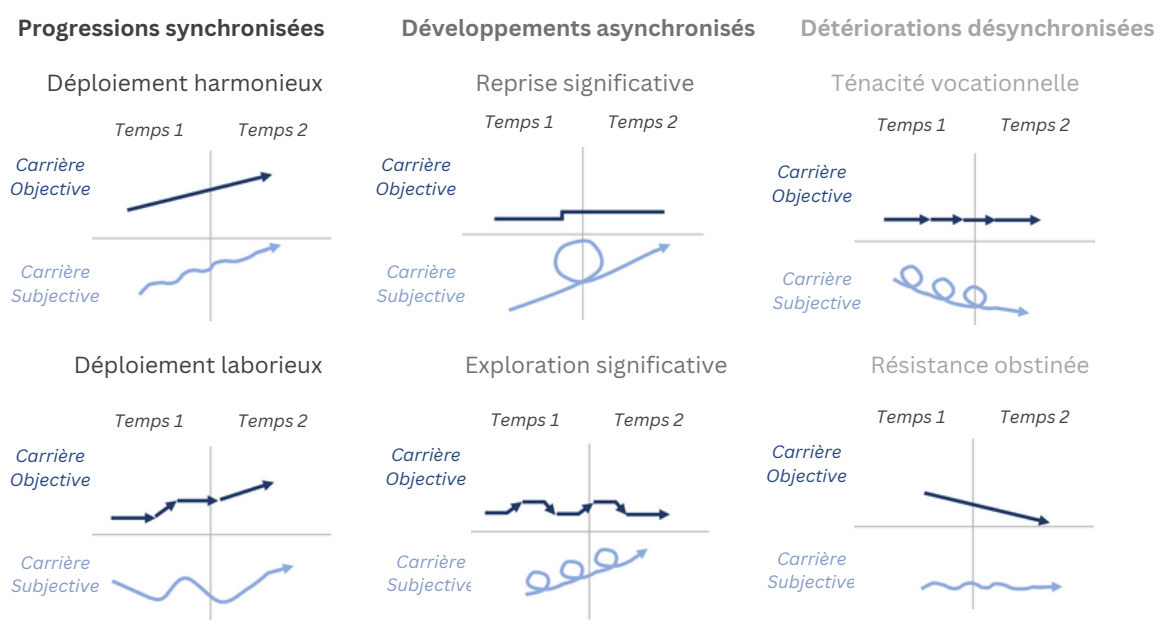 Progressions synchronisées
Développements asynchronisés
Détériorations désynchronisées
Déploiement harmonieux
Temps 1
Temps 2
Carrière
Objective
Carrière
Subjective
Reprise significative
Temps 1
Temps 2
Carrière
Objective
Carrière
Subjective
Ténacité vocationnelle
Temps 1
Temps 2
Carrière
Objective
Carrière
Subjective
Déploiement laborieux
Temps 1
Temps 2
Carrière
Objective
Carrière
Subjective
Exploration significative
Temps 1
Temps 2
Carrière
Objective
Carrière
Subjective
Résistance obstinée
Temps 1
Temps 2
Carrière
Objective
Carrière
Subjective